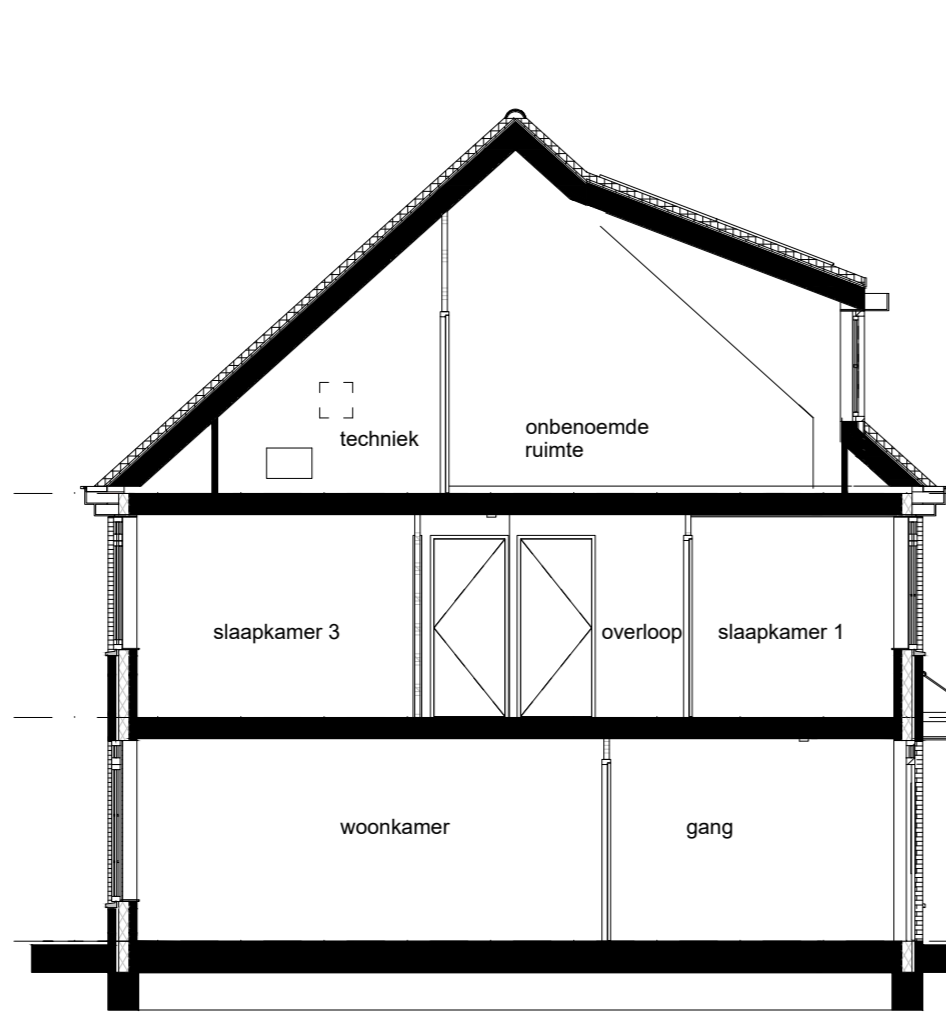 techniek
onbenoemde
ruimte
slaapkamer 3
overloop
slaapkamer 1
woonkamer
gang